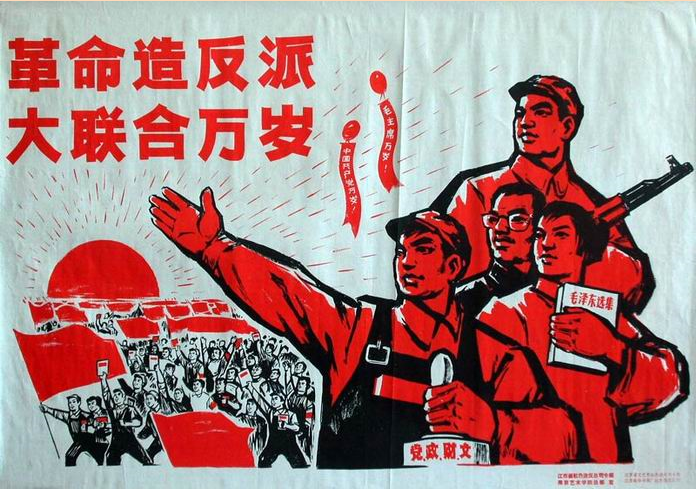 革命造反派
大联合万岁
毛主席万岁！
中国共产党万岁！
毛泽东选集
党、政、财、文